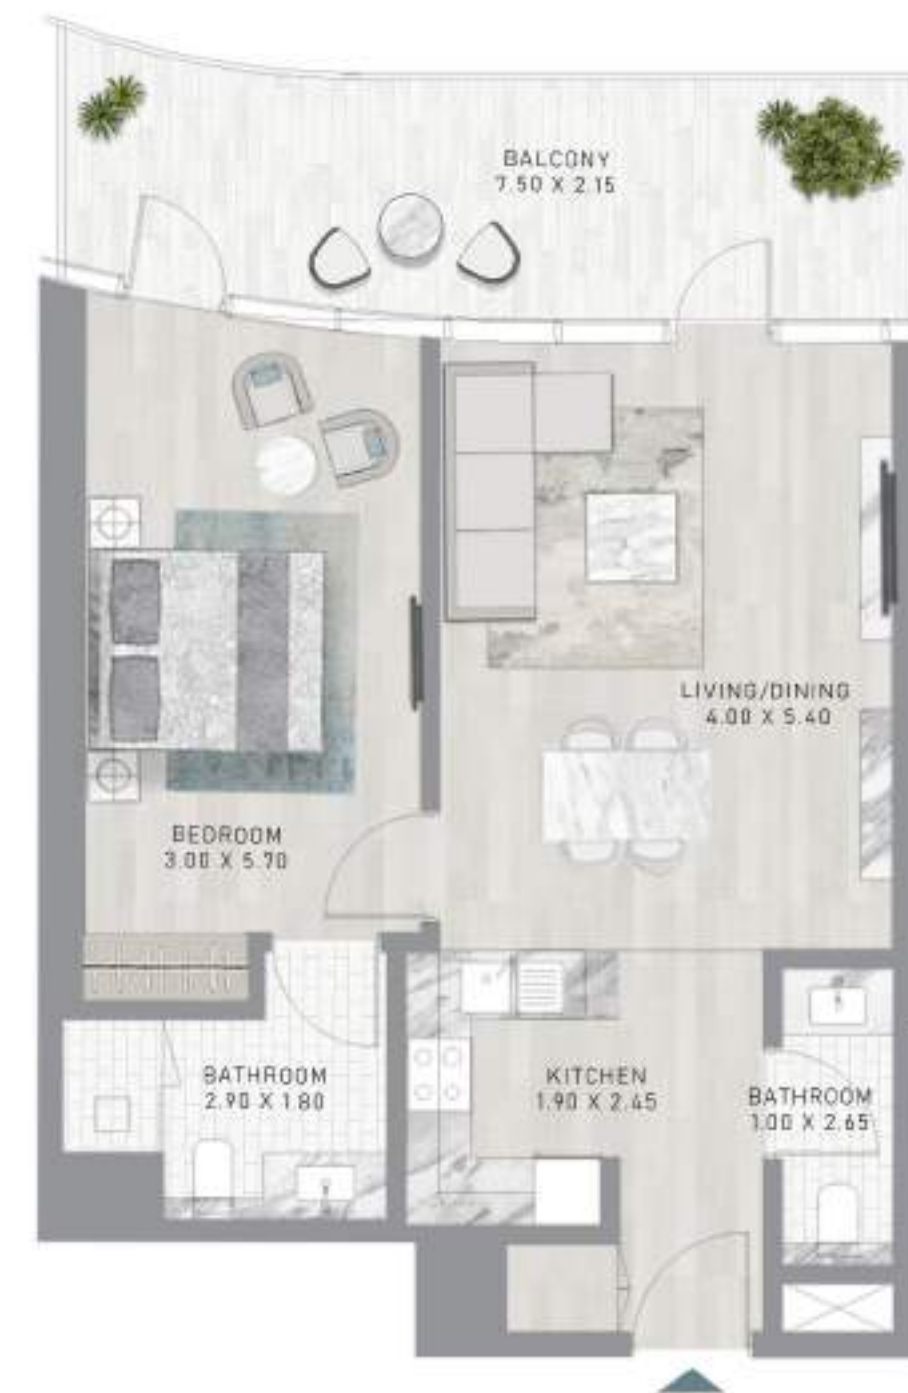 BALCONY
7.50 X 2.15
LIVING/DINING
4.00 X 5.40
BEDROOM
3.00 X 5.70
BATHROOM
2.90 X 1.80
KITCHEN
1.90 X 2.45
BATHROOM
1.00 X 2.65